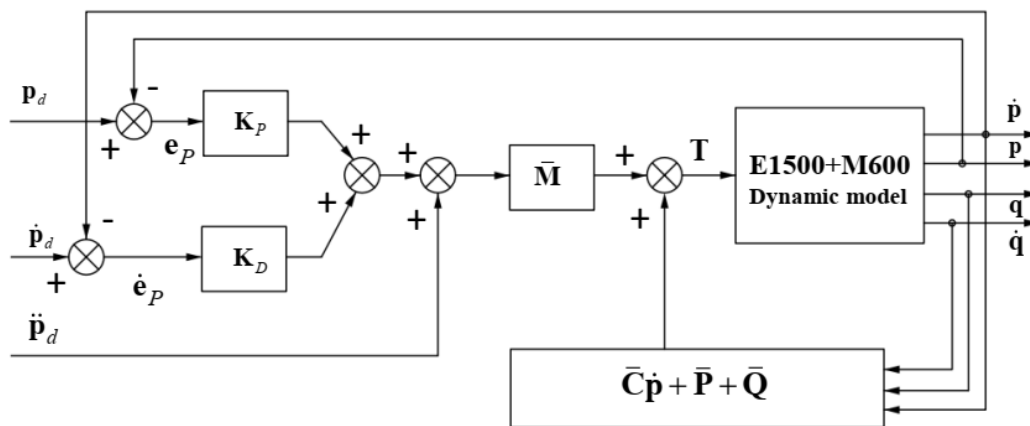 -
p_d
+
e_P
K_P
+
+
+
+
M̄
+
+
T
E1500+M600
Dynamic model
ṗ
p
q
q̇
-
ṗ_d
+
ė_P
K_D
p̈_d
C̄ṗ + P̄ + Q̄